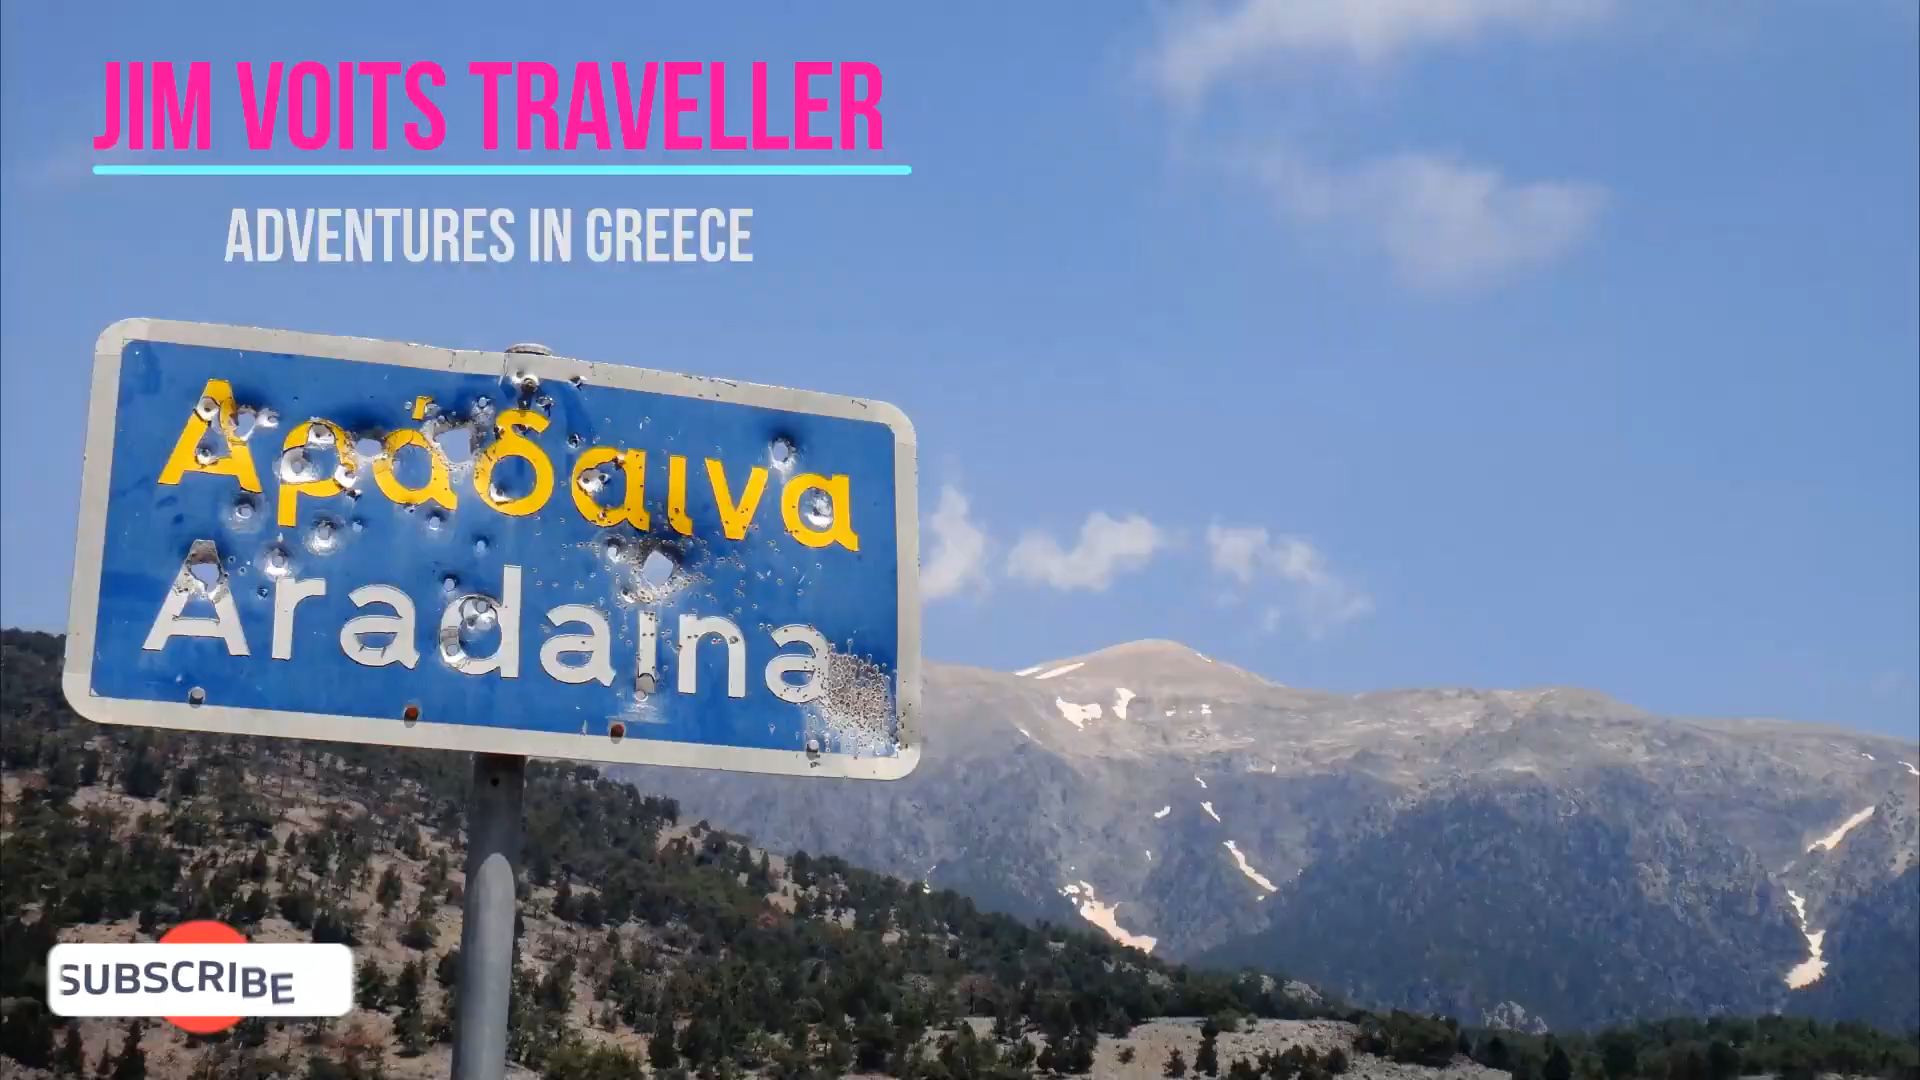 JIM VOITS TRAVELLER
ADVENTURES IN GREECE
Αράδαινα
Aradaina
SUBSCRIBE